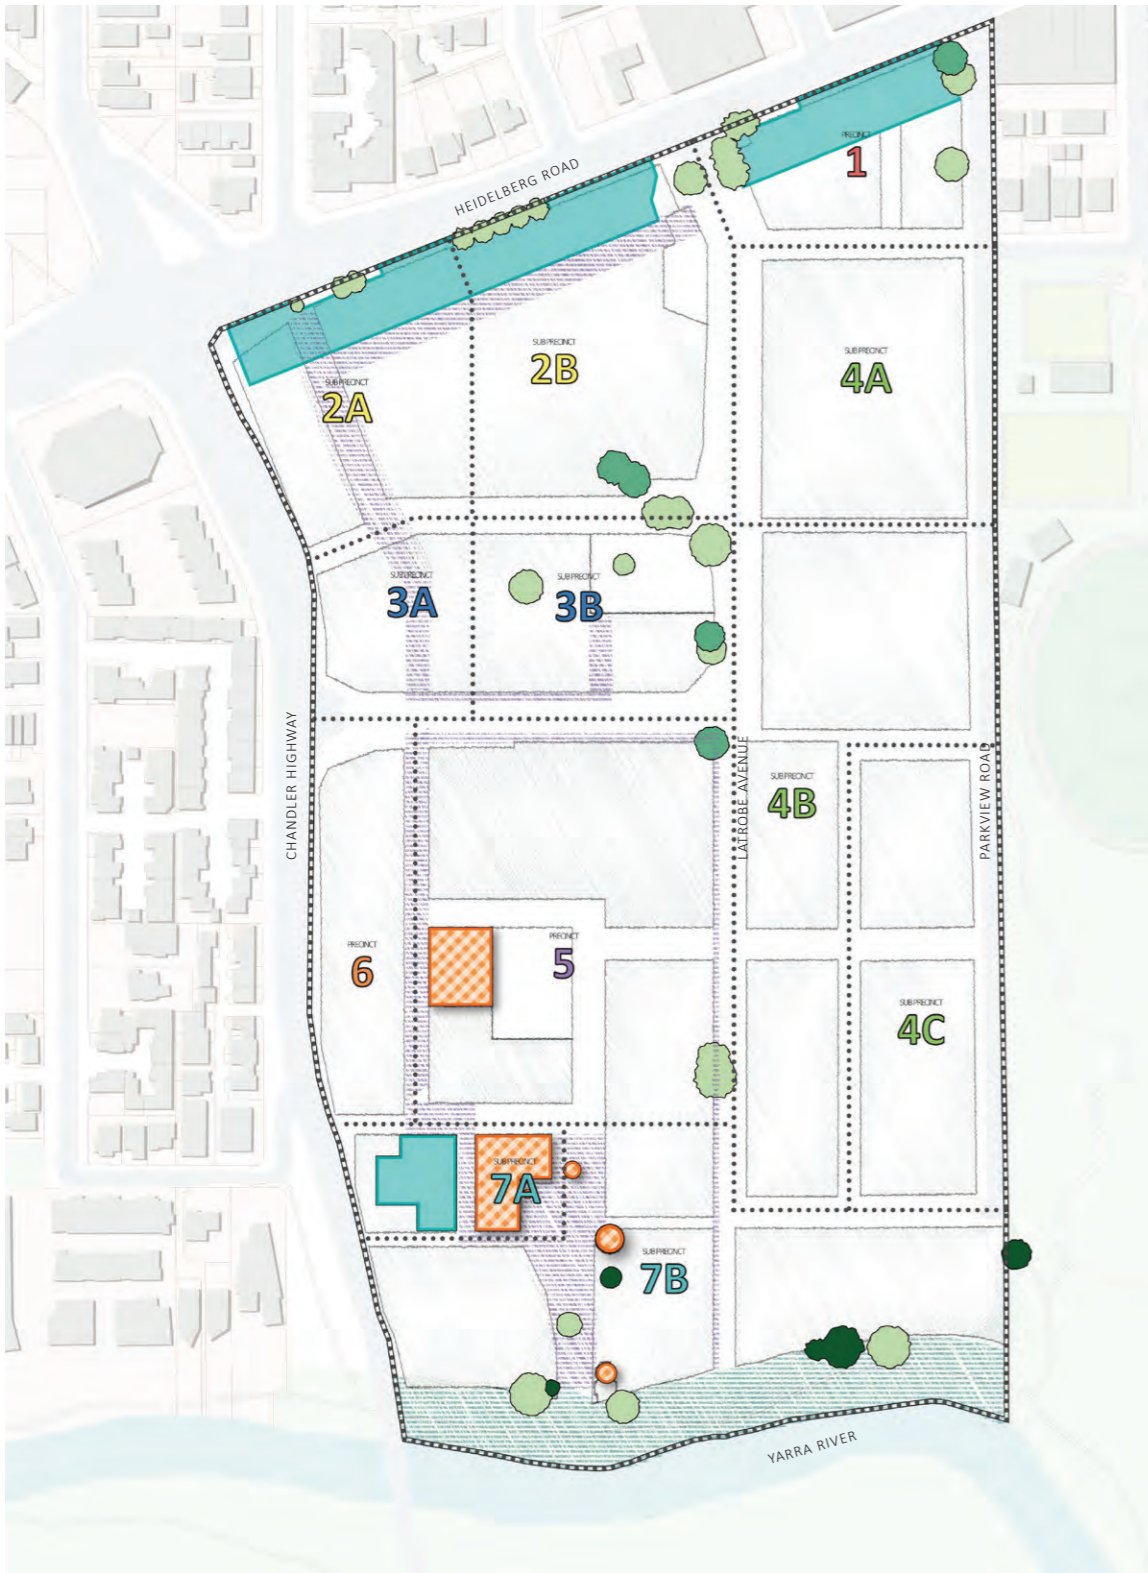 HEIDELBERG ROAD
PRECINCT
1
SUB PRECINCT
2A
SUB PRECINCT
2B
SUB PRECINCT
4A
SUB PRECINCT
3A
SUB PRECINCT
3B
CHANDLER HIGHWAY
LATROBE AVENUE
PARKVIEW ROAD
SUB PRECINCT
4B
PRECINCT
6
PRECINCT
5
SUB PRECINCT
4C
SUB PRECINCT
7A
SUB PRECINCT
7B
YARRA RIVER